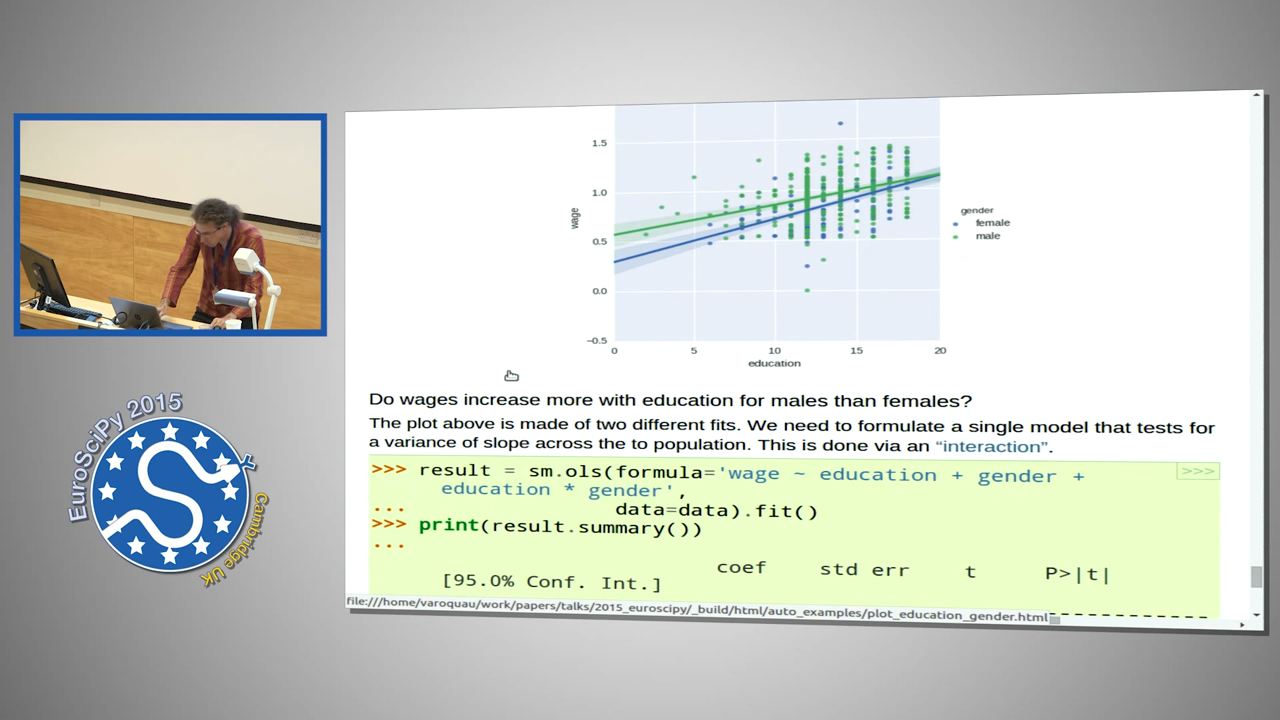 1.5
1.0
0.5
0.0
−0.5
wage
0 5 10 15 20
education
gender
female
male
Do wages increase more with education for males than females?
The plot above is made of two different fits. We need to formulate a single model that tests for
a variance of slope across the to population. This is done via an “interaction”.
>>> result = sm.ols(formula='wage ~ education + gender +
education * gender',
... data=data).fit()
>>> print(result.summary())
...
coef std err t P>|t|
[95.0% Conf. Int.]
>>>
file:///home/varoquau/work/papers/talks/2015_euroscipy/_build/html/auto_examples/plot_education_gender.html
EuroSciPy 2015
Cambridge UK